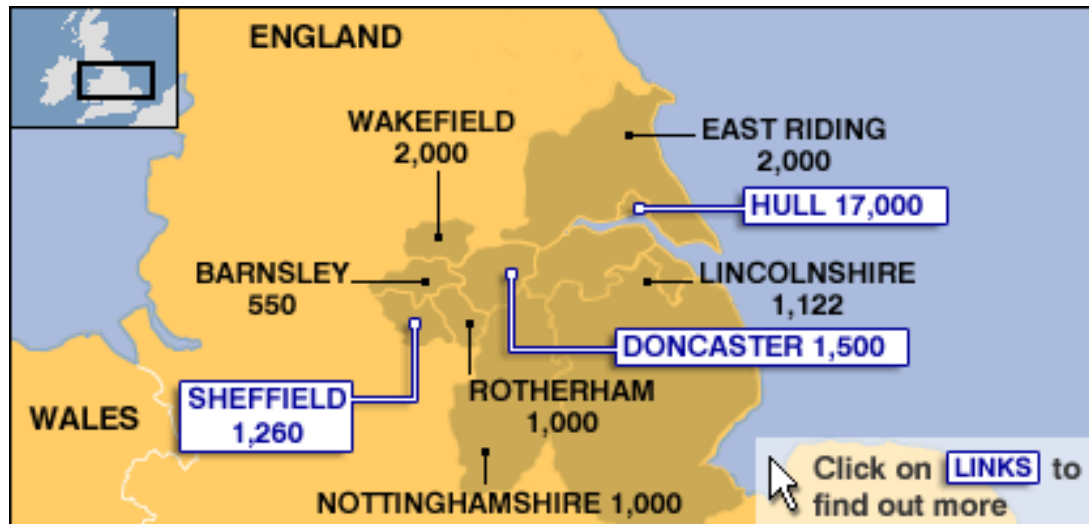 ENGLAND
WAKEFIELD
2,000
EAST RIDING
2,000
HULL 17,000
BARNSLEY
550
LINCOLNSHIRE
1,122
DONCASTER 1,500
SHEFFIELD
1,260
ROTHERHAM
1,000
WALES
NOTTINGHAMSHIRE 1,000
Click on LINKS to
find out more